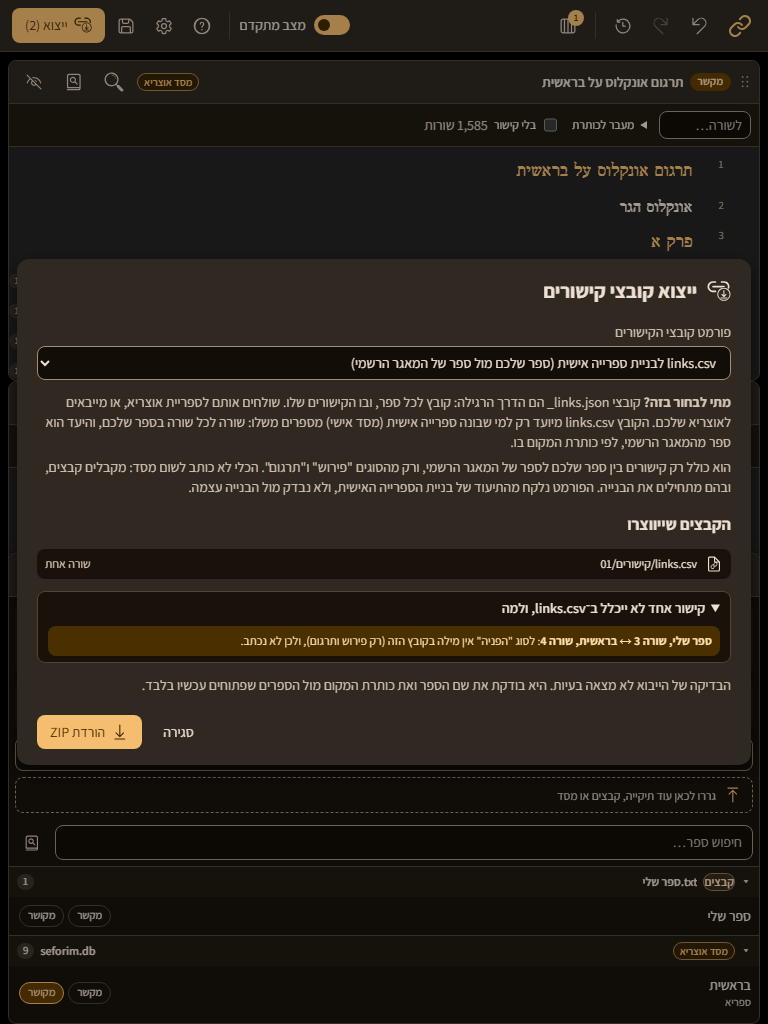 1
מצב מתקדם
ייצוא (2)
מקשר
תרגום אונקלוס על בראשית
מסד אוצריא
לשורה...
מעבר לכותרת
בלי קישור
1,585 שורות
1
תרגום אונקלוס על בראשית
2
אונקלוס הגר
3
פרק א
ייצוא קובצי קישורים
פורמט קובצי הקישורים
links.csv לבניית ספרייה אישית (ספר שלכם מול ספר של המאגר הרשמי)
מתי לבחור בזה? קובצי ‎_links.json הם הדרך הרגילה: קובץ לכל ספר, ובו הקישורים שלו. שולחים אותם לספריית אוצריא, או מייבאים
לאוצריא שלכם. הקובץ links.csv מיועד רק למי שבונה ספרייה אישית (מסד אישי) מספרים משלו: שורה לכל שורה בספר שלכם, והיעד הוא
ספר מהמאגר הרשמי, לפי כותרת המקום בו.
הוא כולל רק קישורים בין ספר שלכם לספר של המאגר הרשמי, ורק מהסוגים "פירוש" ו"תרגום". הכלי לא כותב לשום מסד: מקבלים קבצים,
ובהם מתחילים את הבנייה. הפורמט נלקח מהתיעוד של בניית הספרייה האישית, ולא נבדק מול הבנייה עצמה.
הקבצים שייווצרו
01/קישורים/links.csv
שורה אחת
קישור אחד לא ייכלל ב־links.csv, ולמה
ספר שלי, שורה 3 ↔ בראשית, שורה 4: לסוג "הפניה" אין מילה בקובץ הזה (רק פירוש ותרגום), ולכן לא נכתב.
הבדיקה של הייבוא לא מצאה בעיות. היא בודקת את שם הספר ואת כותרת המקום מול הספרים שפתוחים עכשיו בלבד.
סגירה
הורדת ZIP
גררו לכאן עוד תיקייה, קבצים או מסד
חיפוש ספר...
קבצים
ספר שלי.txt
1
ספר שלי
מקשר
מקושר
מסד אוצריא
seforim.db
9
בראשית
ספריא
מקשר
מקושר